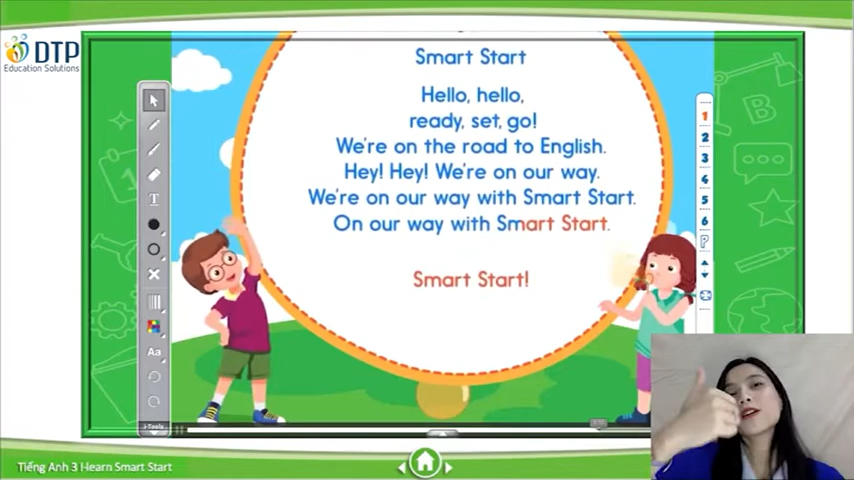 DTP
Education Solutions
Smart Start
Hello, hello,
ready, set, go!
We're on the road to English.
Hey! Hey! We're on our way.
We're on our way with Smart Start.
On our way with Smart Start.
Smart Start!
T
Aa
i-Tools
1
2
3
4
5
6
Tiếng Anh 3 i-Learn Smart Start